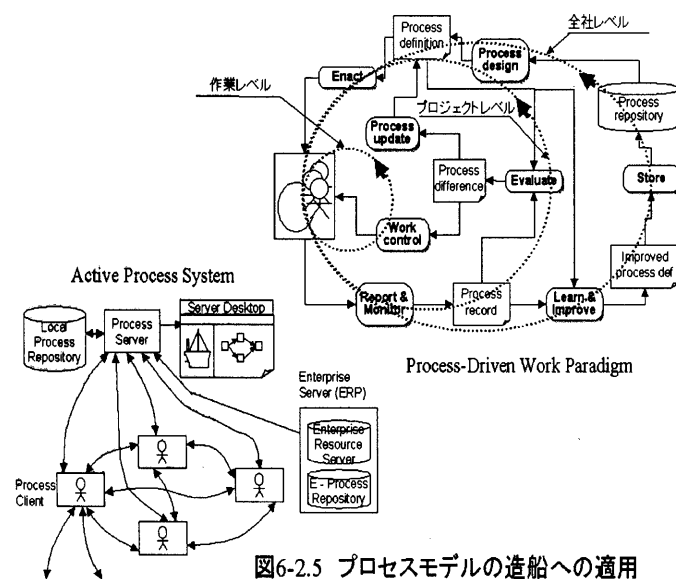 全社レベル
Process
definition
Process
design
Enact
作業レベル
プロジェクトレベル
Process
repository
Process
update
Process
difference
Evaluate
Store
Work
control
Improved
process def
Active Process System
Report &
Monitor
Process
record
Learn &
Improve
Server Desktop
Local
Process
Repository
Process
Server
Process-Driven Work Paradigm
Enterprise
Server (ERP)
Enterprise
Resource
Server
E - Process
Repository
Process
Client
図6-2.5 プロセスモデルの造船への適用